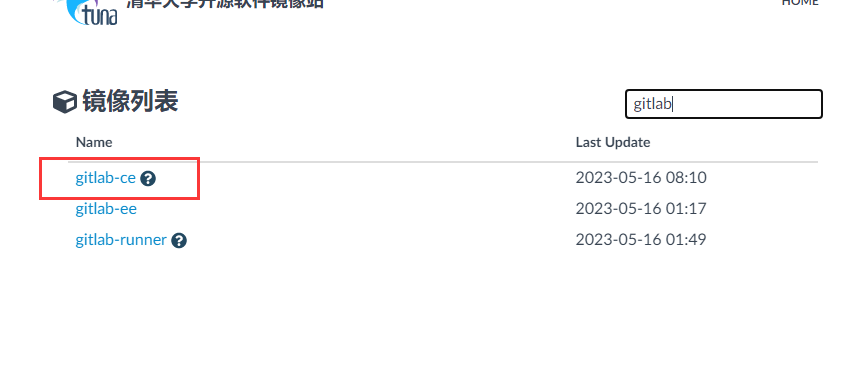 tuna 清华大学开源软件镜像站 HOME
镜像列表 gitlab
Name Last Update
gitlab-ce ? 2023-05-16 08:10
gitlab-ee 2023-05-16 01:17
gitlab-runner ? 2023-05-16 01:49